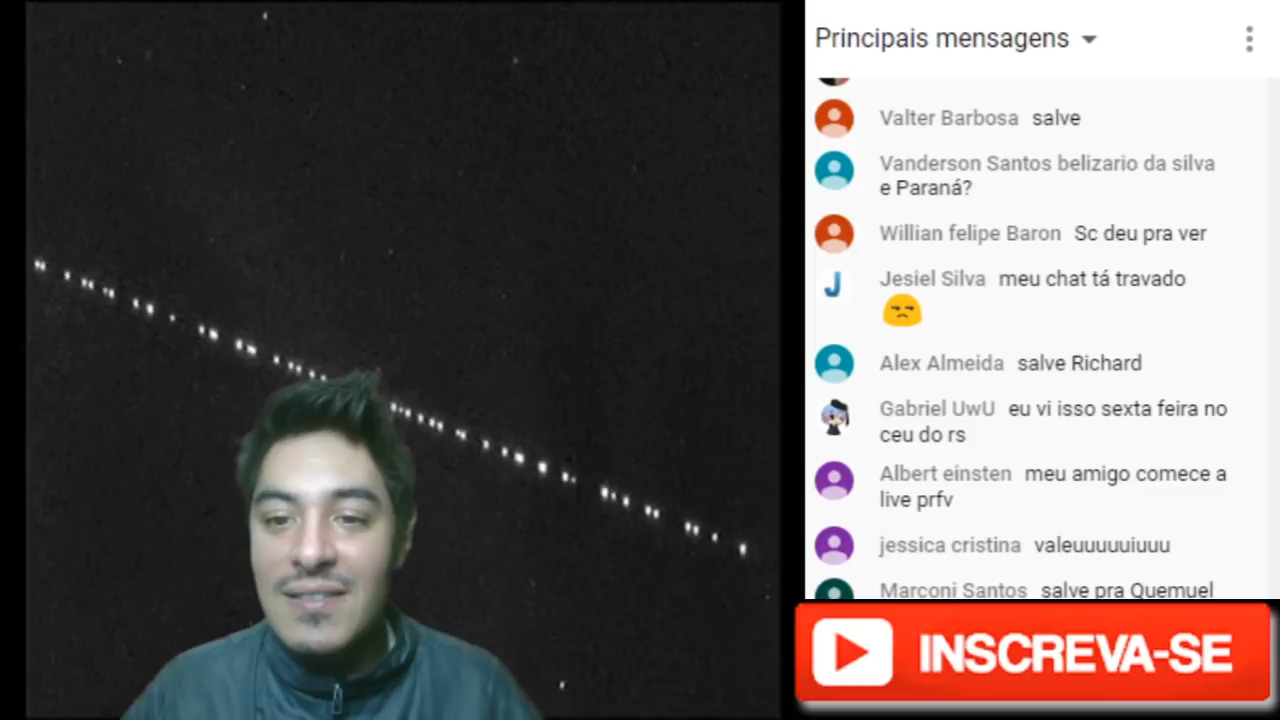 Principais mensagens
Valter Barbosa salve
Vanderson Santos belizario da silva
e Paraná?
Willian felipe Baron Sc deu pra ver
Jesiel Silva meu chat tá travado
Alex Almeida salve Richard
Gabriel UwU eu vi isso sexta feira no
ceu do rs
Albert einsten meu amigo comece a
live prfv
jessica cristina valeuuuuuiuuu
Marconi Santos salve pra Quemuel
INSCREVA-SE